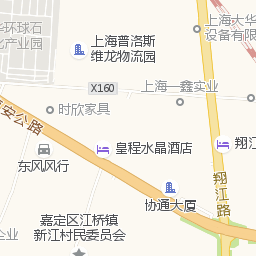 华环球石
化产业园
上海普洛斯
维龙物流园
上海大华
设备有限
X160
上海一鑫实业
时欣家具
安公路
皇程水晶酒店
翔江
东风风行
翔江路
协通大厦
嘉定区江桥镇
新江村民委员会
企业